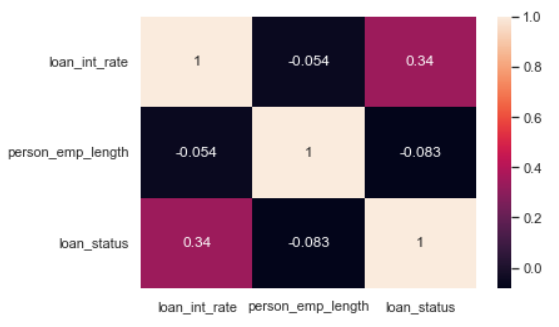 1.0
loan_int_rate 1 -0.054 0.34
0.8
0.6
person_emp_length -0.054 1 -0.083
0.4
0.2
loan_status 0.34 -0.083 1
0.0
loan_int_rate person_emp_length loan_status